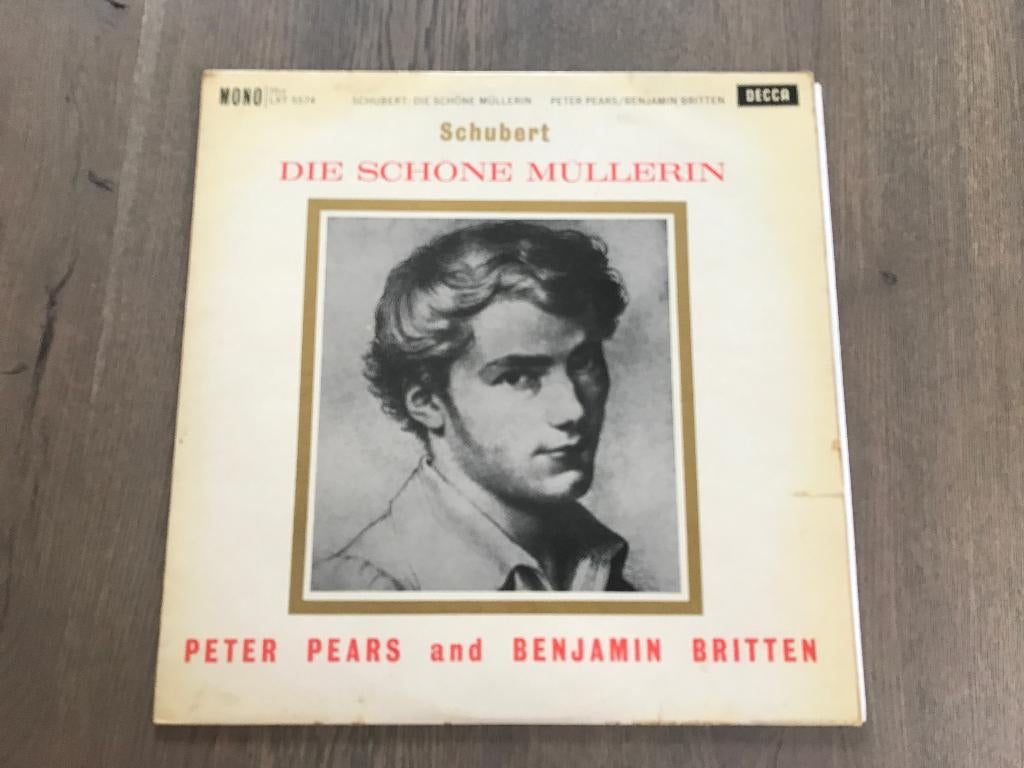 MONO LXT 5574 SCHUBERT: DIE SCHÖNE MÜLLERIN PETER PEARS/BENJAMIN BRITTEN DECCA
Schubert
DIE SCHÖNE MÜLLERIN
PETER PEARS and BENJAMIN BRITTEN